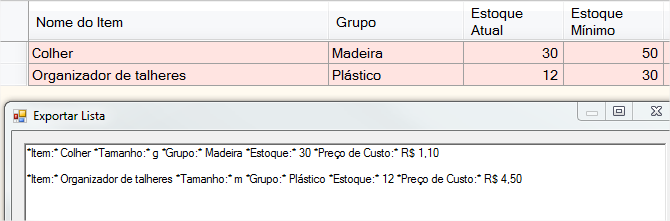 Nome do Item Grupo Estoque Atual Estoque Mínimo
Colher Madeira 30 50
Organizador de talheres Plástico 12 30
Exportar Lista
*Item:* Colher *Tamanho:* g *Grupo:* Madeira *Estoque:* 30 *Preço de Custo:* R$ 1,10
*Item:* Organizador de talheres *Tamanho:* m *Grupo:* Plástico *Estoque:* 12 *Preço de Custo:* R$ 4,50